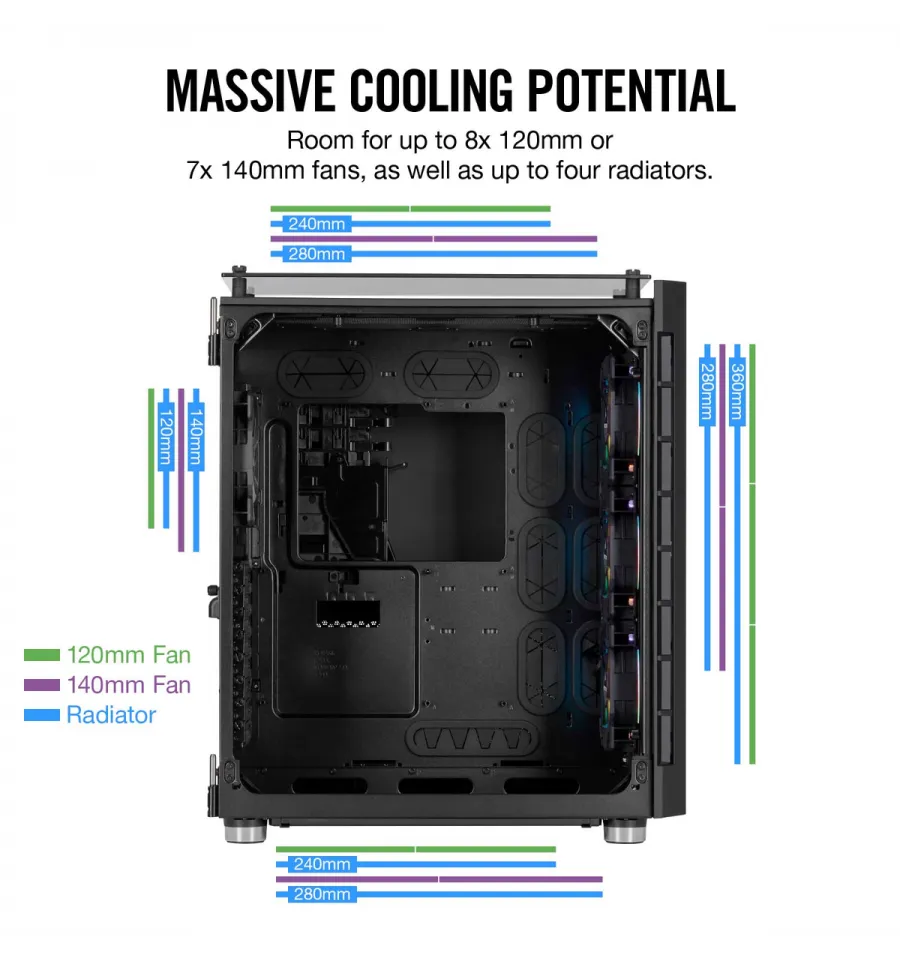 MASSIVE COOLING POTENTIAL
Room for up to 8x 120mm or
7x 140mm fans, as well as up to four radiators.
240mm
280mm
280mm
360mm
120mm
140mm
120mm Fan
140mm Fan
Radiator
240mm
280mm